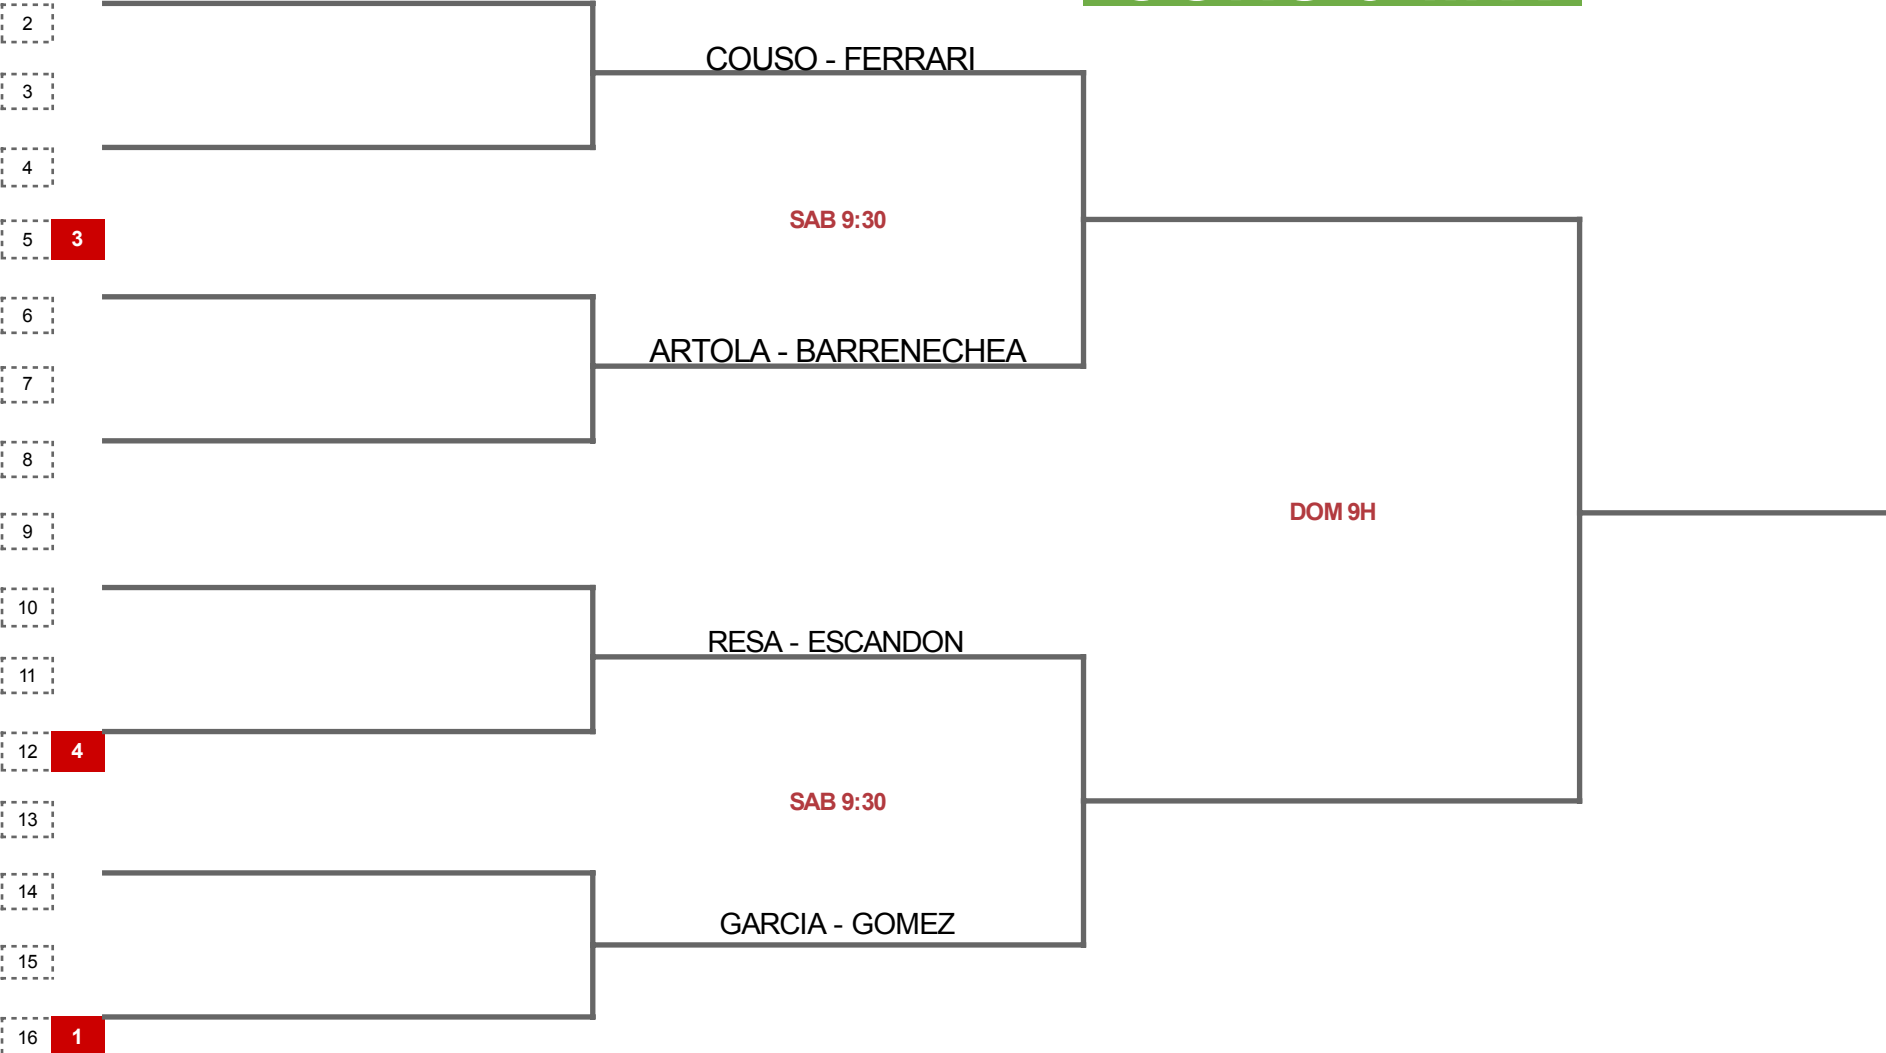 2
COUSO - FERRARI
3
4
SAB 9:30
5 3
6
ARTOLA - BARRENECHEA
7
8
DOM 9H
9
10
RESA - ESCANDON
11
12 4
SAB 9:30
13
14
GARCIA - GOMEZ
15
16 1